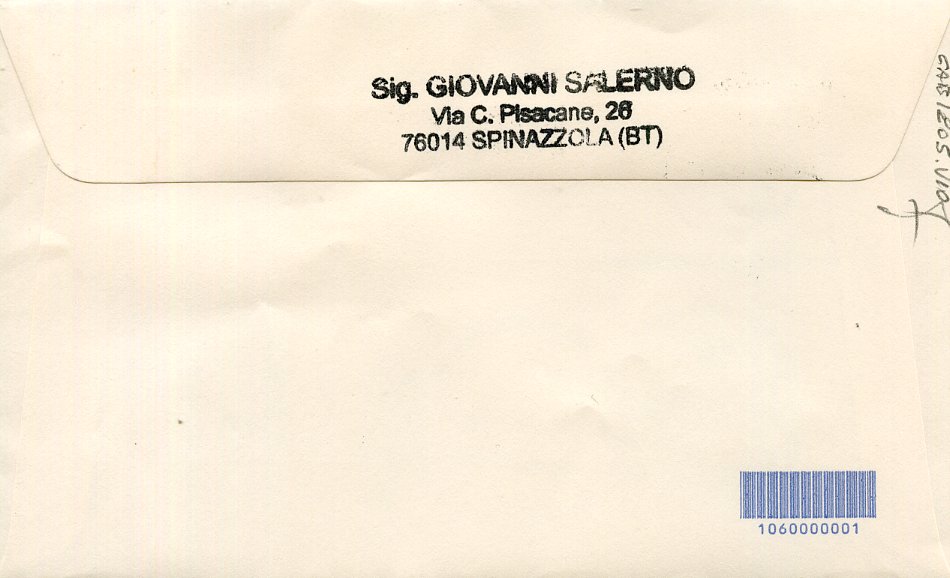 Sig. GIOVANNI SALERNO
Via C. Pisacane, 26
76014 SPINAZZOLA (BT)
1060000001